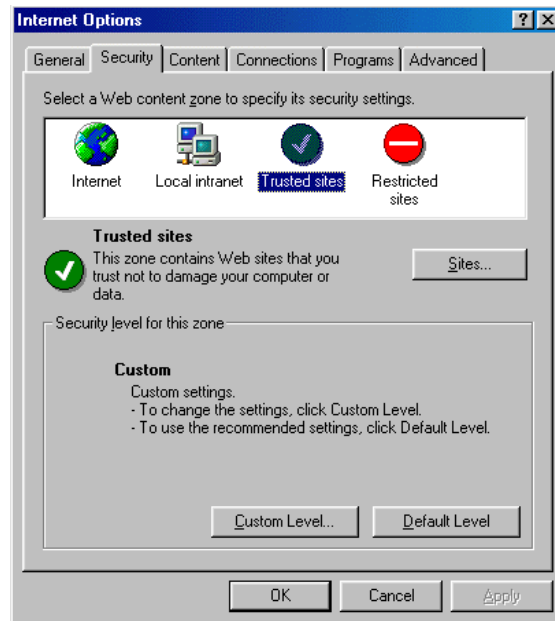 Internet Options
General Security Content Connections Programs Advanced
Select a Web content zone to specify its security settings.
Internet Local intranet Trusted sites Restricted
sites
Trusted sites
This zone contains Web sites that you
trust not to damage your computer or
data.
Sites...
Security level for this zone
Custom
Custom settings.
- To change the settings, click Custom Level.
- To use the recommended settings, click Default Level.
Custom Level... Default Level
OK Cancel Apply